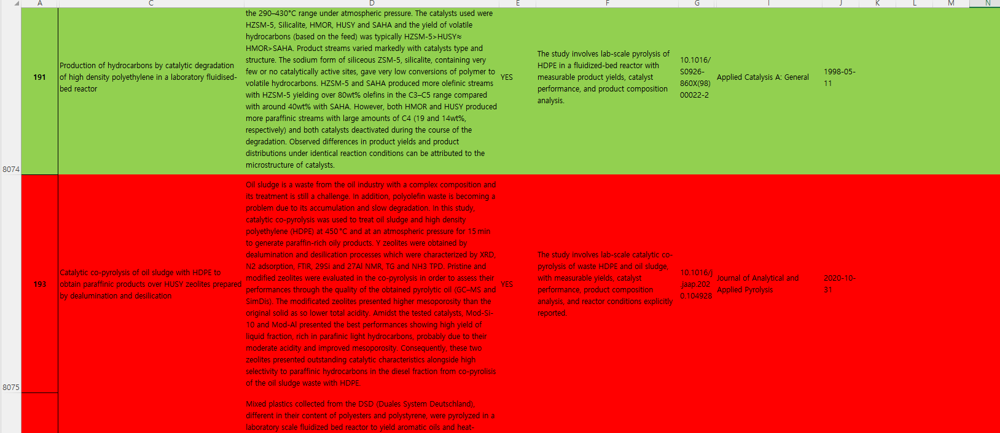 A C D E F G H I J K L M N
the 290–430°C range under atmospheric pressure. The catalysts used were
HZSM-5, Silicalite, HMOR, HUSY and SAHA and the yield of volatile
hydrocarbons (based on the feed) was typically HZSM-5>HUSY≈
HMOR>SAHA. Product streams varied markedly with catalysts type and
structure. The sodium form of siliceous ZSM-5, silicalite, containing very
few or no catalytically active sites, gave very low conversions of polymer to
volatile hydrocarbons. HZSM-5 and SAHA produced more olefinic streams
with HZSM-5 yielding over 80wt% olefins in the C3–C5 range compared
with around 40wt% with SAHA. However, both HMOR and HUSY produced
more paraffinic streams with large amounts of C4 (19 and 14wt%,
respectively) and both catalysts deactivated during the course of the
degradation. Observed differences in product yields and product
distributions under identical reaction conditions can be attributed to the
microstructure of catalysts.
191
Production of hydrocarbons by catalytic degradation
of high density polyethylene in a laboratory fluidised-
bed reactor
YES
The study involves lab-scale pyrolysis of
HDPE in a fluidized-bed reactor with
measurable product yields, catalyst
performance, and product composition
analysis.
10.1016/
S0926-
860X(98)
00022-2
Applied Catalysis A: General
1998-05-
11
8074
193
Catalytic co-pyrolysis of oil sludge with HDPE to
obtain paraffinic products over HUSY zeolites prepared
by dealumination and desilication
Oil sludge is a waste from the oil industry with a complex composition and
its treatment is still a challenge. In addition, polyolefin waste is becoming a
problem due to its accumulation and slow degradation. In this study,
catalytic co-pyrolysis was used to treat oil sludge and high density
polyethylene (HDPE) at 450 °C and at an atmospheric pressure for 15 min
to generate paraffin-rich oily products. Y zeolites were obtained by
dealumination and desilication processes which were characterized by XRD,
N2 adsorption, FTIR, 29Si and 27Al NMR, TG and NH3 TPD. Pristine and
modified zeolites were evaluated in the co-pyrolysis in order to assess their
performances through the quality of the obtained pyrolytic oil (GC–MS and
SimDis). The modificated zeolites presented higher mesoporosity than the
original solid as so lower total acidity. Amidst the tested catalysts, Mod-Si-
10 and Mod-Al presented the best performances showing high yield of
liquid fraction, rich in parafinic light hydrocarbons, probably due to their
moderate acidity and improved mesoporosity. Consequently, these two
zeolites presented outstanding catalytic characteristics alongside high
selectivity to paraffinic hydrocarbons in the diesel fraction from co-pyrolisis
of the oil sludge waste with HDPE.
YES
The study involves lab-scale catalytic co-
pyrolysis of waste HDPE and oil sludge,
with measurable yields, catalyst
performance, product composition
analysis, and reactor conditions explicitly
reported.
10.1016/j
.jaap.202
0.104928
Journal of Analytical and
Applied Pyrolysis
2020-10-
31
8075
Mixed plastics collected from the DSD (Duales System Deutschland),
different in their content of polyesters and polystyrene, were pyrolyzed in a
laboratory scale fluidized bed reactor to yield aromatic oils and heat-